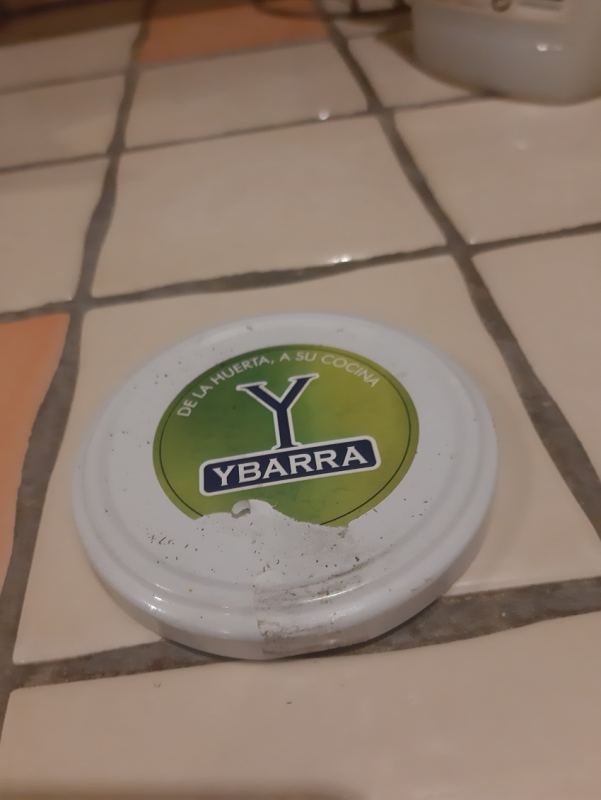 DE LA HUERTA, A SU COCINA
Y
YBARRA